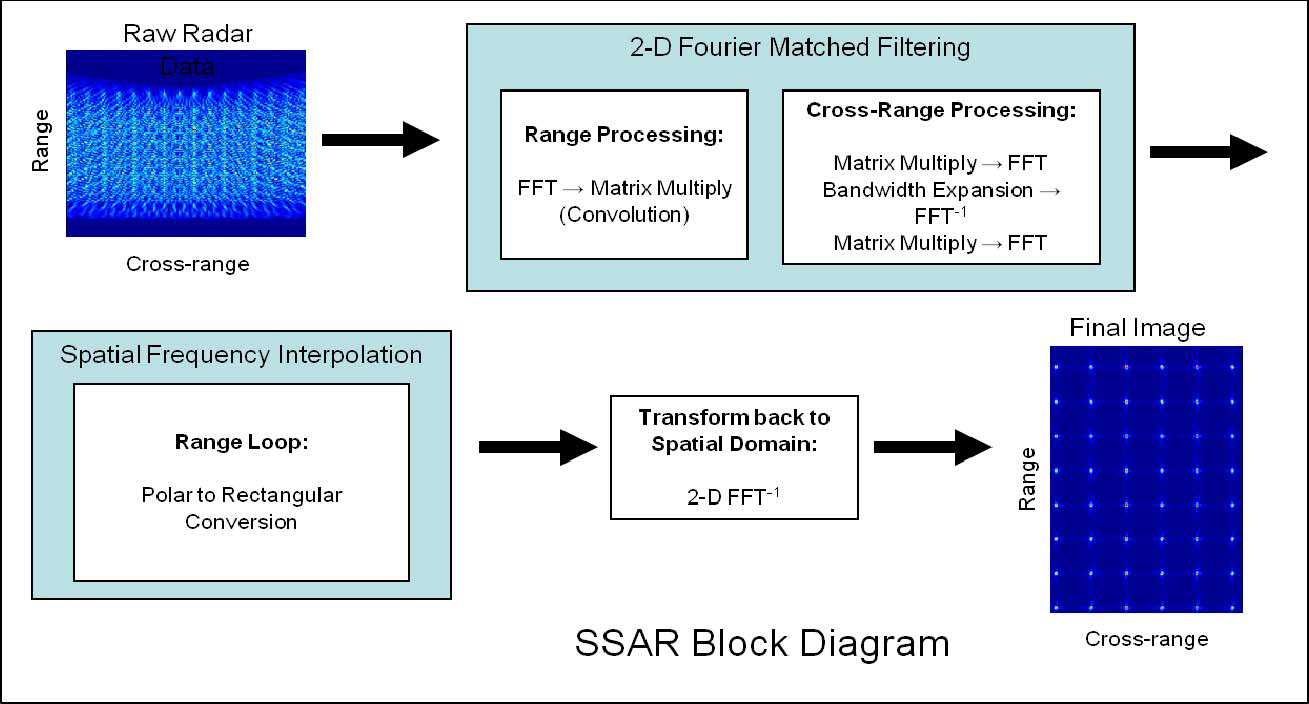 Raw Radar
Data
Range
Cross-range
2-D Fourier Matched Filtering
Range Processing:
FFT → Matrix Multiply
(Convolution)
Cross-Range Processing:
Matrix Multiply → FFT
Bandwidth Expansion →
FFT⁻¹
Matrix Multiply → FFT
Spatial Frequency Interpolation
Range Loop:
Polar to Rectangular
Conversion
Transform back to
Spatial Domain:
2-D FFT⁻¹
Final Image
Range
Cross-range
SSAR Block Diagram